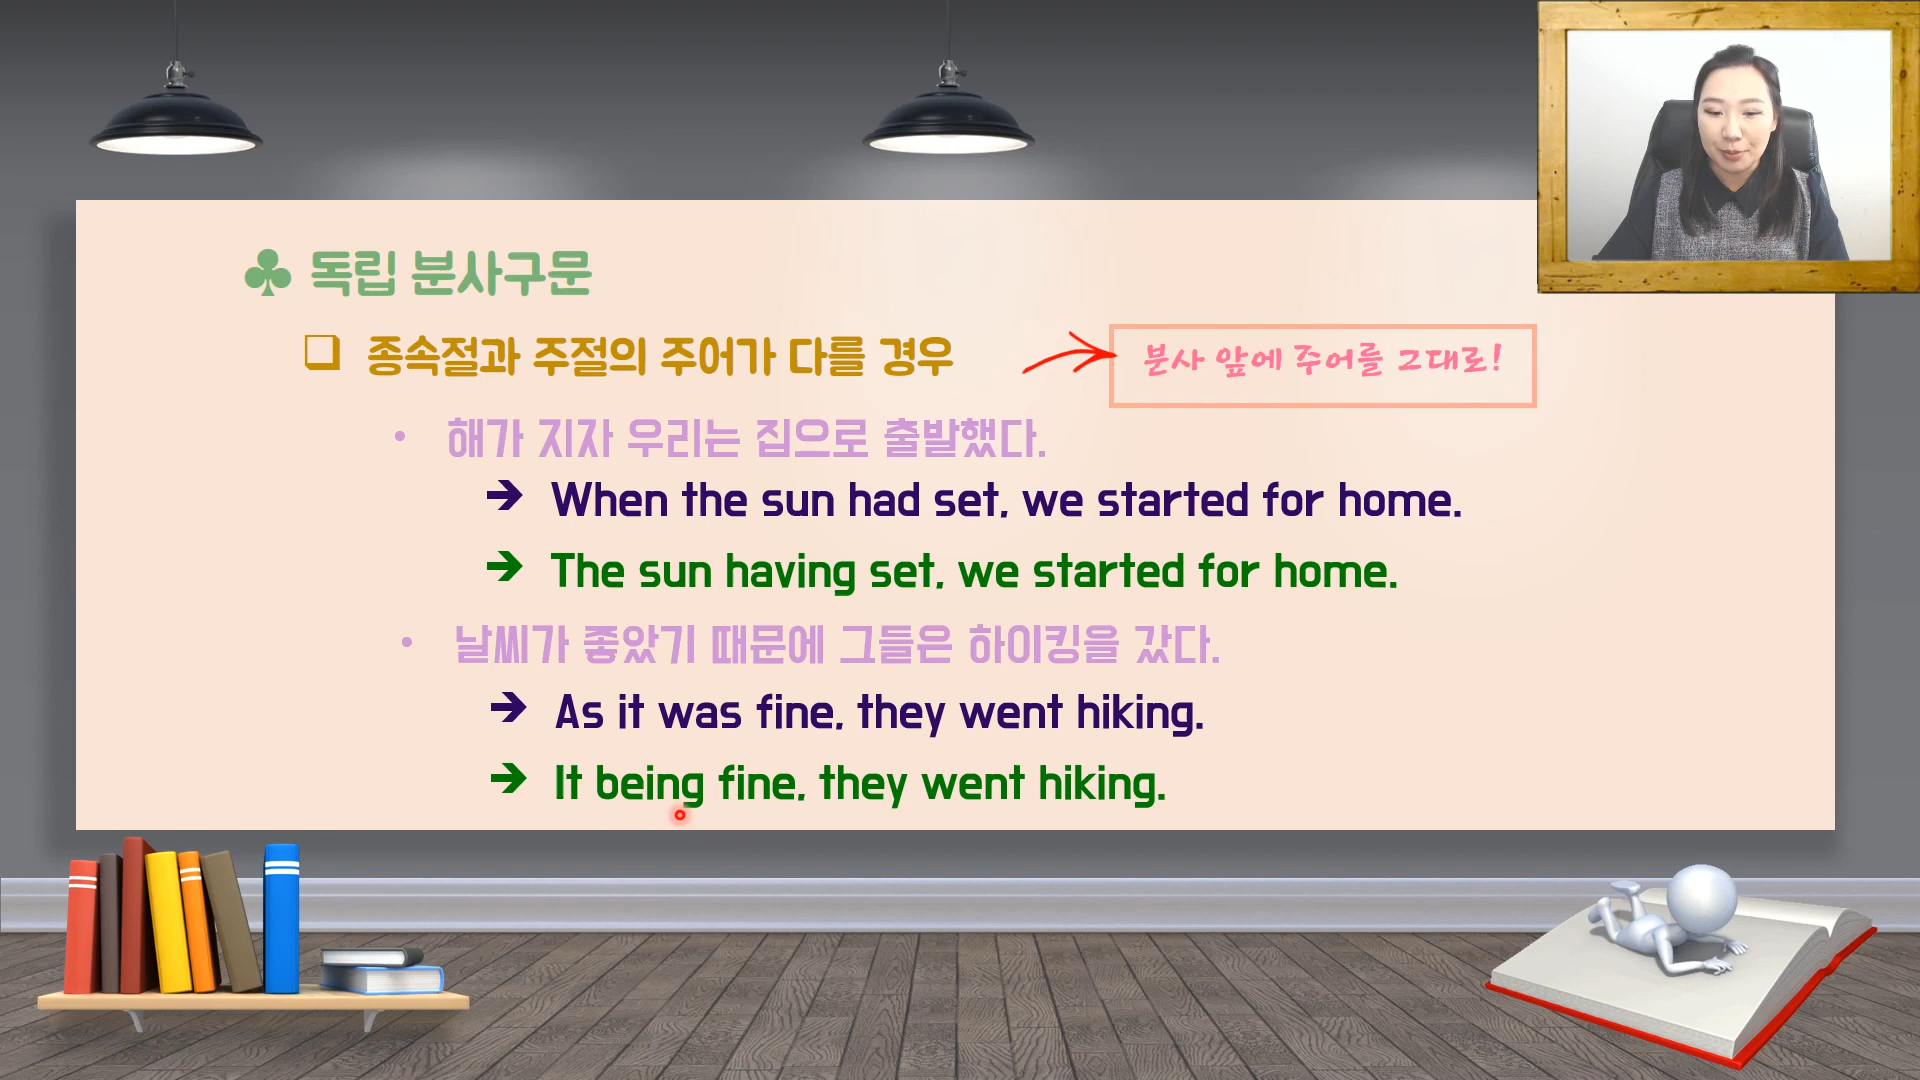 ♣ 독립 분사구문
❑ 종속절과 주절의 주어가 다를 경우
분사 앞에 주어를 그대로!
• 해가 지자 우리는 집으로 출발했다.
➔ When the sun had set, we started for home.
➔ The sun having set, we started for home.
• 날씨가 좋았기 때문에 그들은 하이킹을 갔다.
➔ As it was fine, they went hiking.
➔ It being fine, they went hiking.